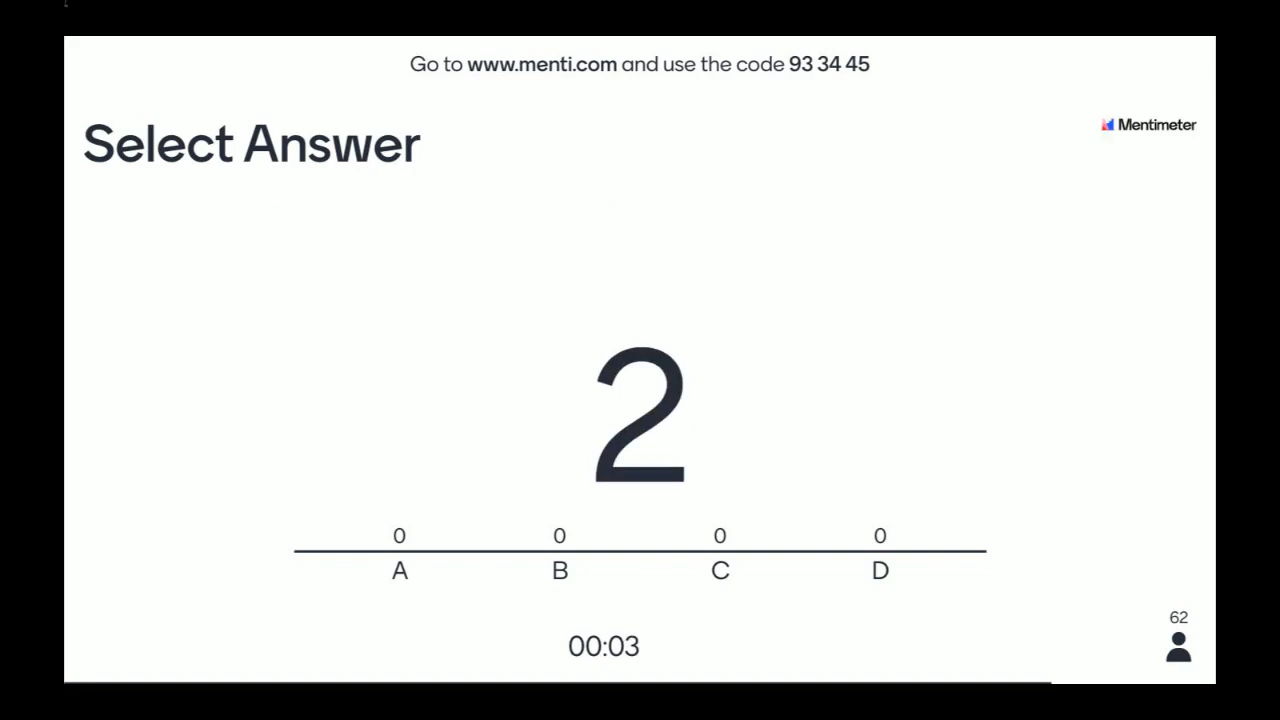 Go to www.menti.com and use the code 93 34 45
Mentimeter
Select Answer
2
0 0 0 0
A B C D
62
00:03